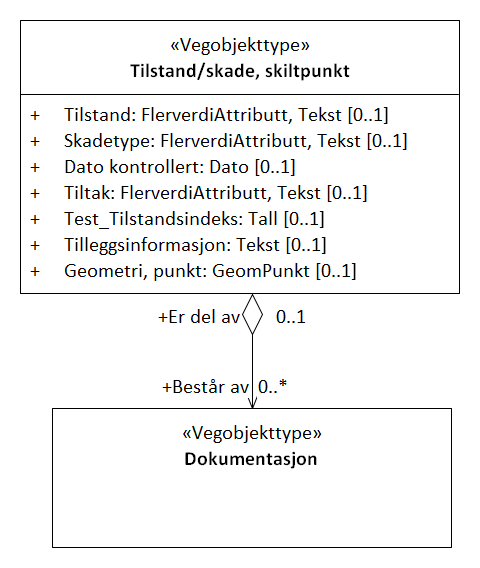 «Vegobjekttype»
Tilstand/skade, skiltpunkt
+ Tilstand: FlerverdiAttributt, Tekst [0..1]
+ Skadetype: FlerverdiAttributt, Tekst [0..1]
+ Dato kontrollert: Dato [0..1]
+ Tiltak: FlerverdiAttributt, Tekst [0..1]
+ Test_Tilstandsindeks: Tall [0..1]
+ Tilleggsinformasjon: Tekst [0..1]
+ Geometri, punkt: GeomPunkt [0..1]
+Er del av 0..1
+Består av 0..*
«Vegobjekttype»
Dokumentasjon